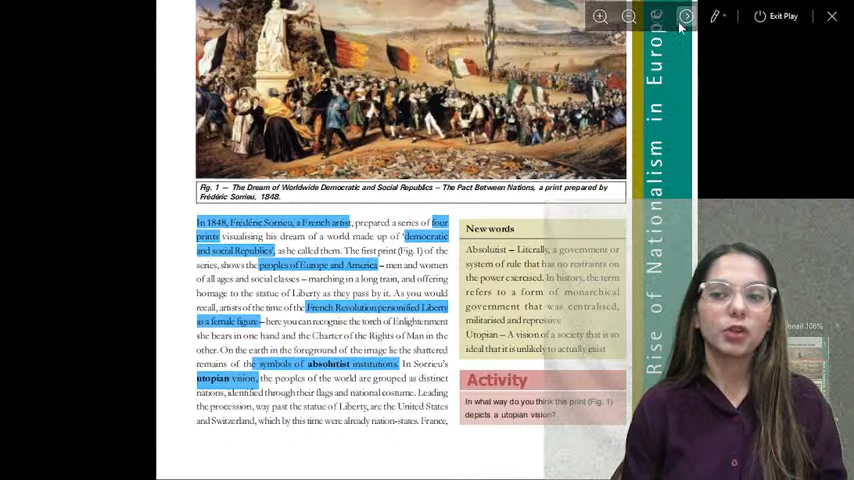 Exit Play
Rise of Nationalism in Europe
Fig. 1 — The Dream of Worldwide Democratic and Social Republics – The Pact Between Nations, a print prepared by
Frédéric Sorrieu, 1848.
In 1848, Frédéric Sorrieu, a French artist, prepared a series of four
prints visualising his dream of a world made up of 'democratic
and social Republics', as he called them. The first print (Fig. 1) of the
series, shows the peoples of Europe and America – men and women
of all ages and social classes – marching in a long train, and offering
homage to the statue of Liberty as they pass by it. As you would
recall, artists of the time of the French Revolution personified Liberty
as a female figure – here you can recognise the torch of Enlightenment
she bears in one hand and the Charter of the Rights of Man in the
other. On the earth in the foreground of the image lie the shattered
remains of the symbols of absolutist institutions. In Sorrieu's
utopian vision, the peoples of the world are grouped as distinct
nations, identified through their flags and national costume. Leading
the procession, way past the statue of Liberty, are the United States
and Switzerland, which by this time were already nation-states. France,
New words
Absolutist – Literally, a government or
system of rule that has no restraints on
the power exercised. In history, the term
refers to a form of monarchical
government that was centralised,
militarised and repressive
Utopian – A vision of a society that is so
ideal that it is unlikely to actually exist
Activity
In what way do you think this print (Fig. 1)
depicts a utopian vision?
nail 106%